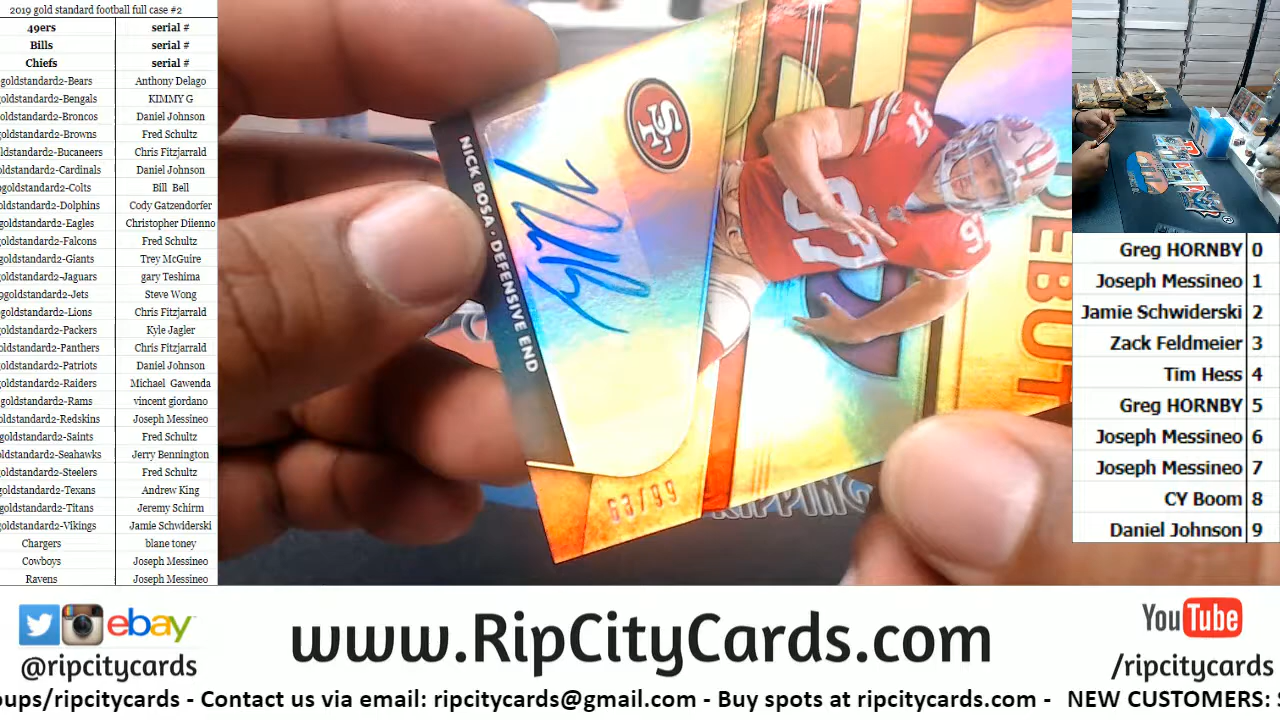 2019 gold standard football full case #2
49ers serial #
Bills serial #
Chiefs serial #
goldstandard2-Bears Anthony Delago
goldstandard2-Bengals KIMMY G
goldstandard2-Broncos Daniel Johnson
goldstandard2-Browns Fred Schultz
goldstandard2-Bucaneers Chris Fitzjarrald
goldstandard2-Cardinals Daniel Johnson
9goldstandard2-Colts Bill Bell
goldstandard2-Dolphins Cody Gatzendorfer
goldstandard2-Eagles Christopher Diienno
goldstandard2-Falcons Fred Schultz
goldstandard2-Giants Trey McGuire
goldstandard2-Jaguars gary Teshima
9goldstandard2-Jets Steve Wong
goldstandard2-Lions Chris Fitzjarrald
goldstandard2-Packers Kyle Jagler
goldstandard2-Panthers Chris Fitzjarrald
goldstandard2-Patriots Daniel Johnson
goldstandard2-Raiders Michael Gawenda
goldstandard2-Rams vincent giordano
goldstandard2-Redskins Joseph Messineo
goldstandard2-Saints Fred Schultz
goldstandard2-Seahawks Jerry Bennington
goldstandard2-Steelers Fred Schultz
goldstandard2-Texans Andrew King
goldstandard2-Titans Jeremy Schirm
goldstandard2-Vikings Jamie Schwiderski
Chargers blane toney
Cowboys Joseph Messineo
Ravens Joseph Messineo
NICK BOSA · DEFENSIVE END
SF
97
97
DEBUT
63/99
RIPPING
Greg HORNBY 0
Joseph Messineo 1
Jamie Schwiderski 2
Zack Feldmeier 3
Tim Hess 4
Greg HORNBY 5
Joseph Messineo 6
Joseph Messineo 7
CY Boom 8
Daniel Johnson 9
ebay
@ripcitycards
www.RipCityCards.com
YouTube
/ripcitycards
oups/ripcitycards - Contact us via email: ripcitycards@gmail.com - Buy spots at ripcitycards.com - NEW CUSTOMERS: